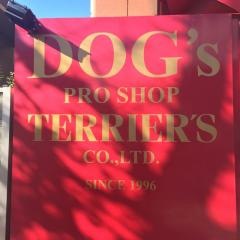 DOG's
PRO SHOP
TERRIER'S
CO.,LTD.
SINCE 1996